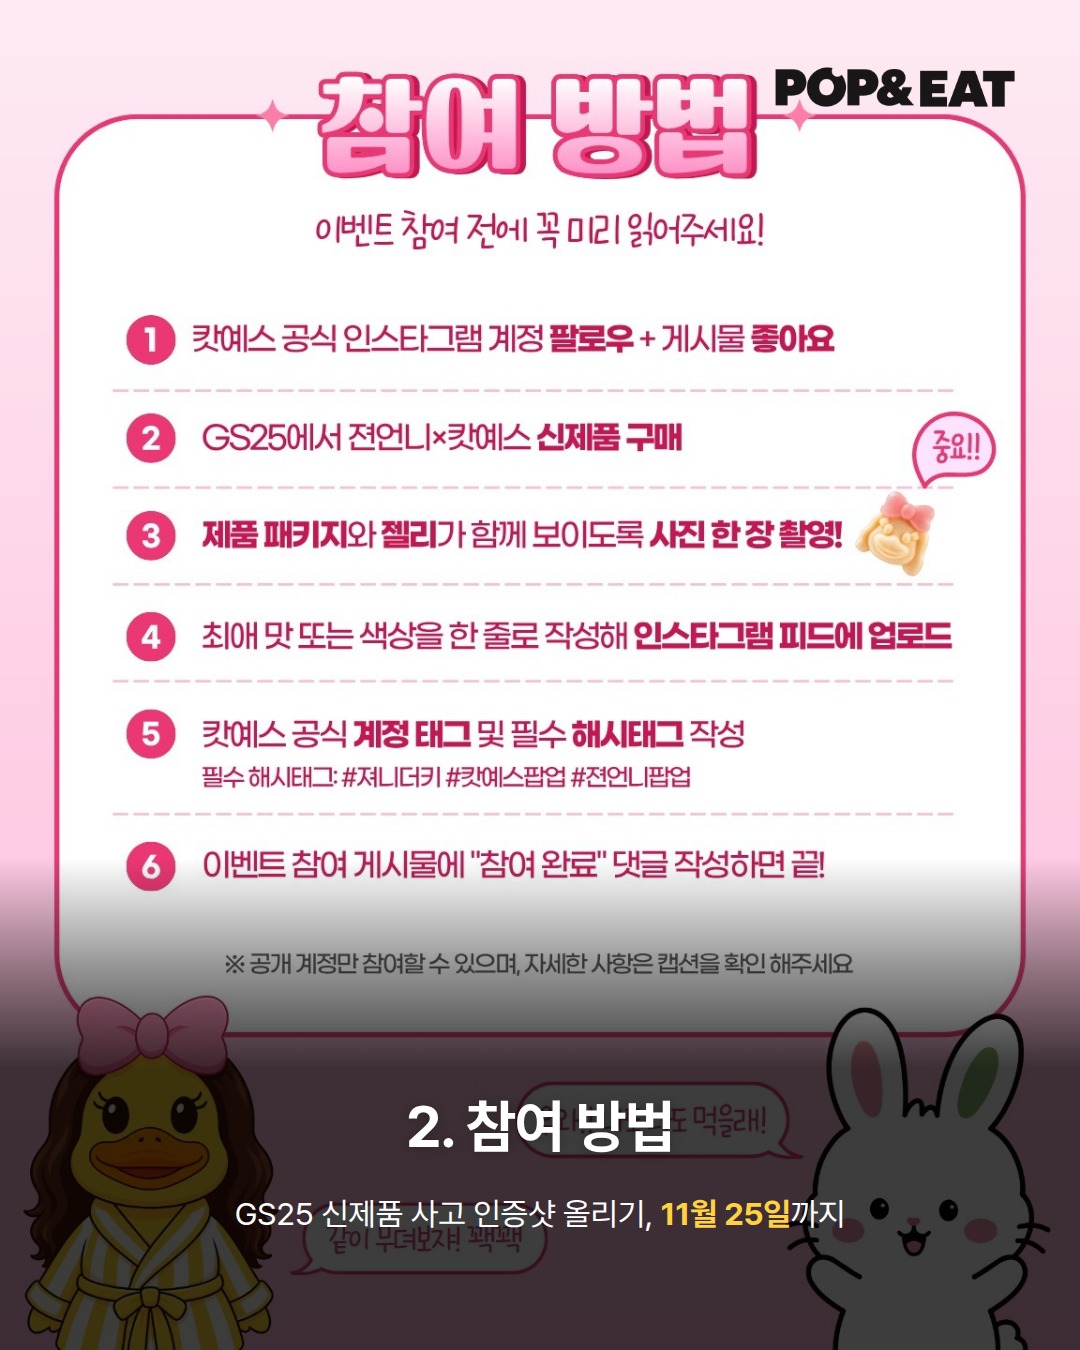 POP&EAT
참여 방법
이벤트 참여 전에 꼭 미리 읽어주세요!
1 캇예스 공식 인스타그램 계정 팔로우 + 게시물 좋아요
2 GS25에서 젼언니×캇예스 신제품 구매
중요!!
3 제품 패키지와 젤리가 함께 보이도록 사진 한 장 촬영!
4 최애 맛 또는 색상을 한 줄로 작성해 인스타그램 피드에 업로드
5 캇예스 공식 계정 태그 및 필수 해시태그 작성
필수 해시태그: #져니더키 #캇예스팝업 #젼언니팝업
6 이벤트 참여 게시물에 "참여 완료" 댓글 작성하면 끝!
※ 공개 계정만 참여할 수 있으며, 자세한 사항은 캡션을 확인 해주세요
먹을래!
2. 참여 방법
GS25 신제품 사고 인증샷 올리기, 11월 25일까지
같이 무더보자! 꽥꽥